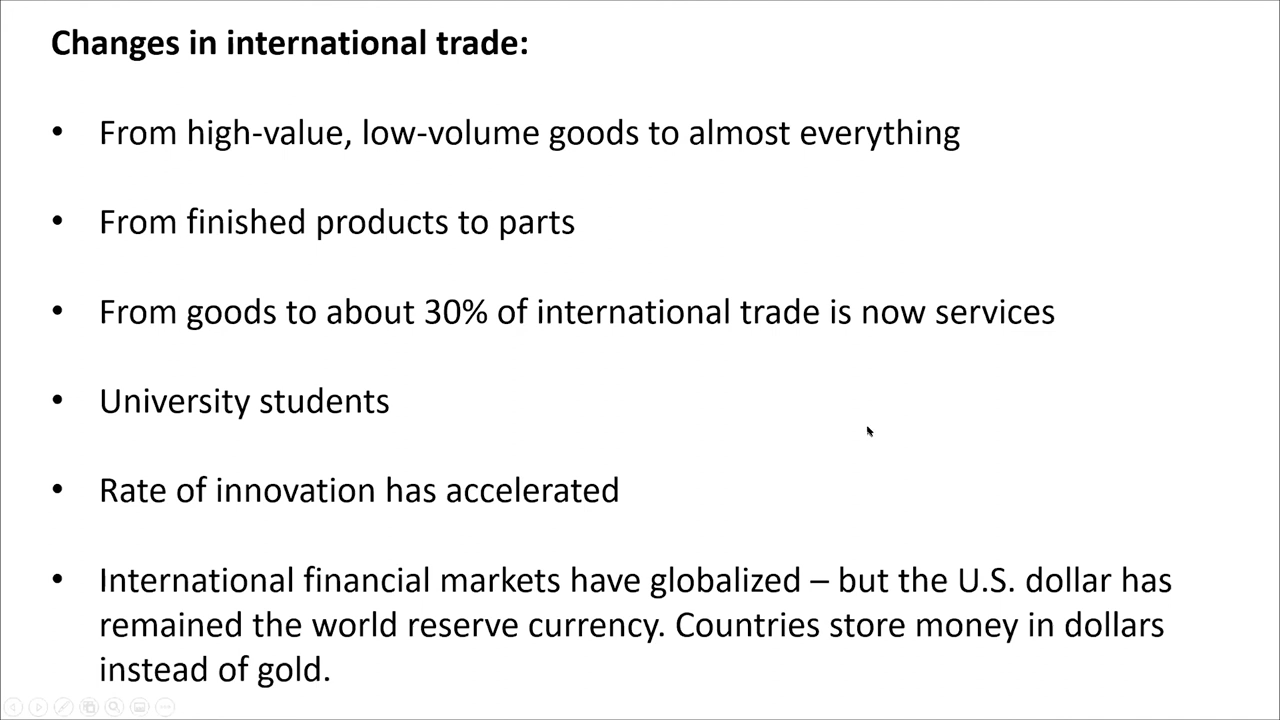 Changes in international trade:
• From high-value, low-volume goods to almost everything
• From finished products to parts
• From goods to about 30% of international trade is now services
• University students
• Rate of innovation has accelerated
• International financial markets have globalized – but the U.S. dollar has
remained the world reserve currency. Countries store money in dollars
instead of gold.